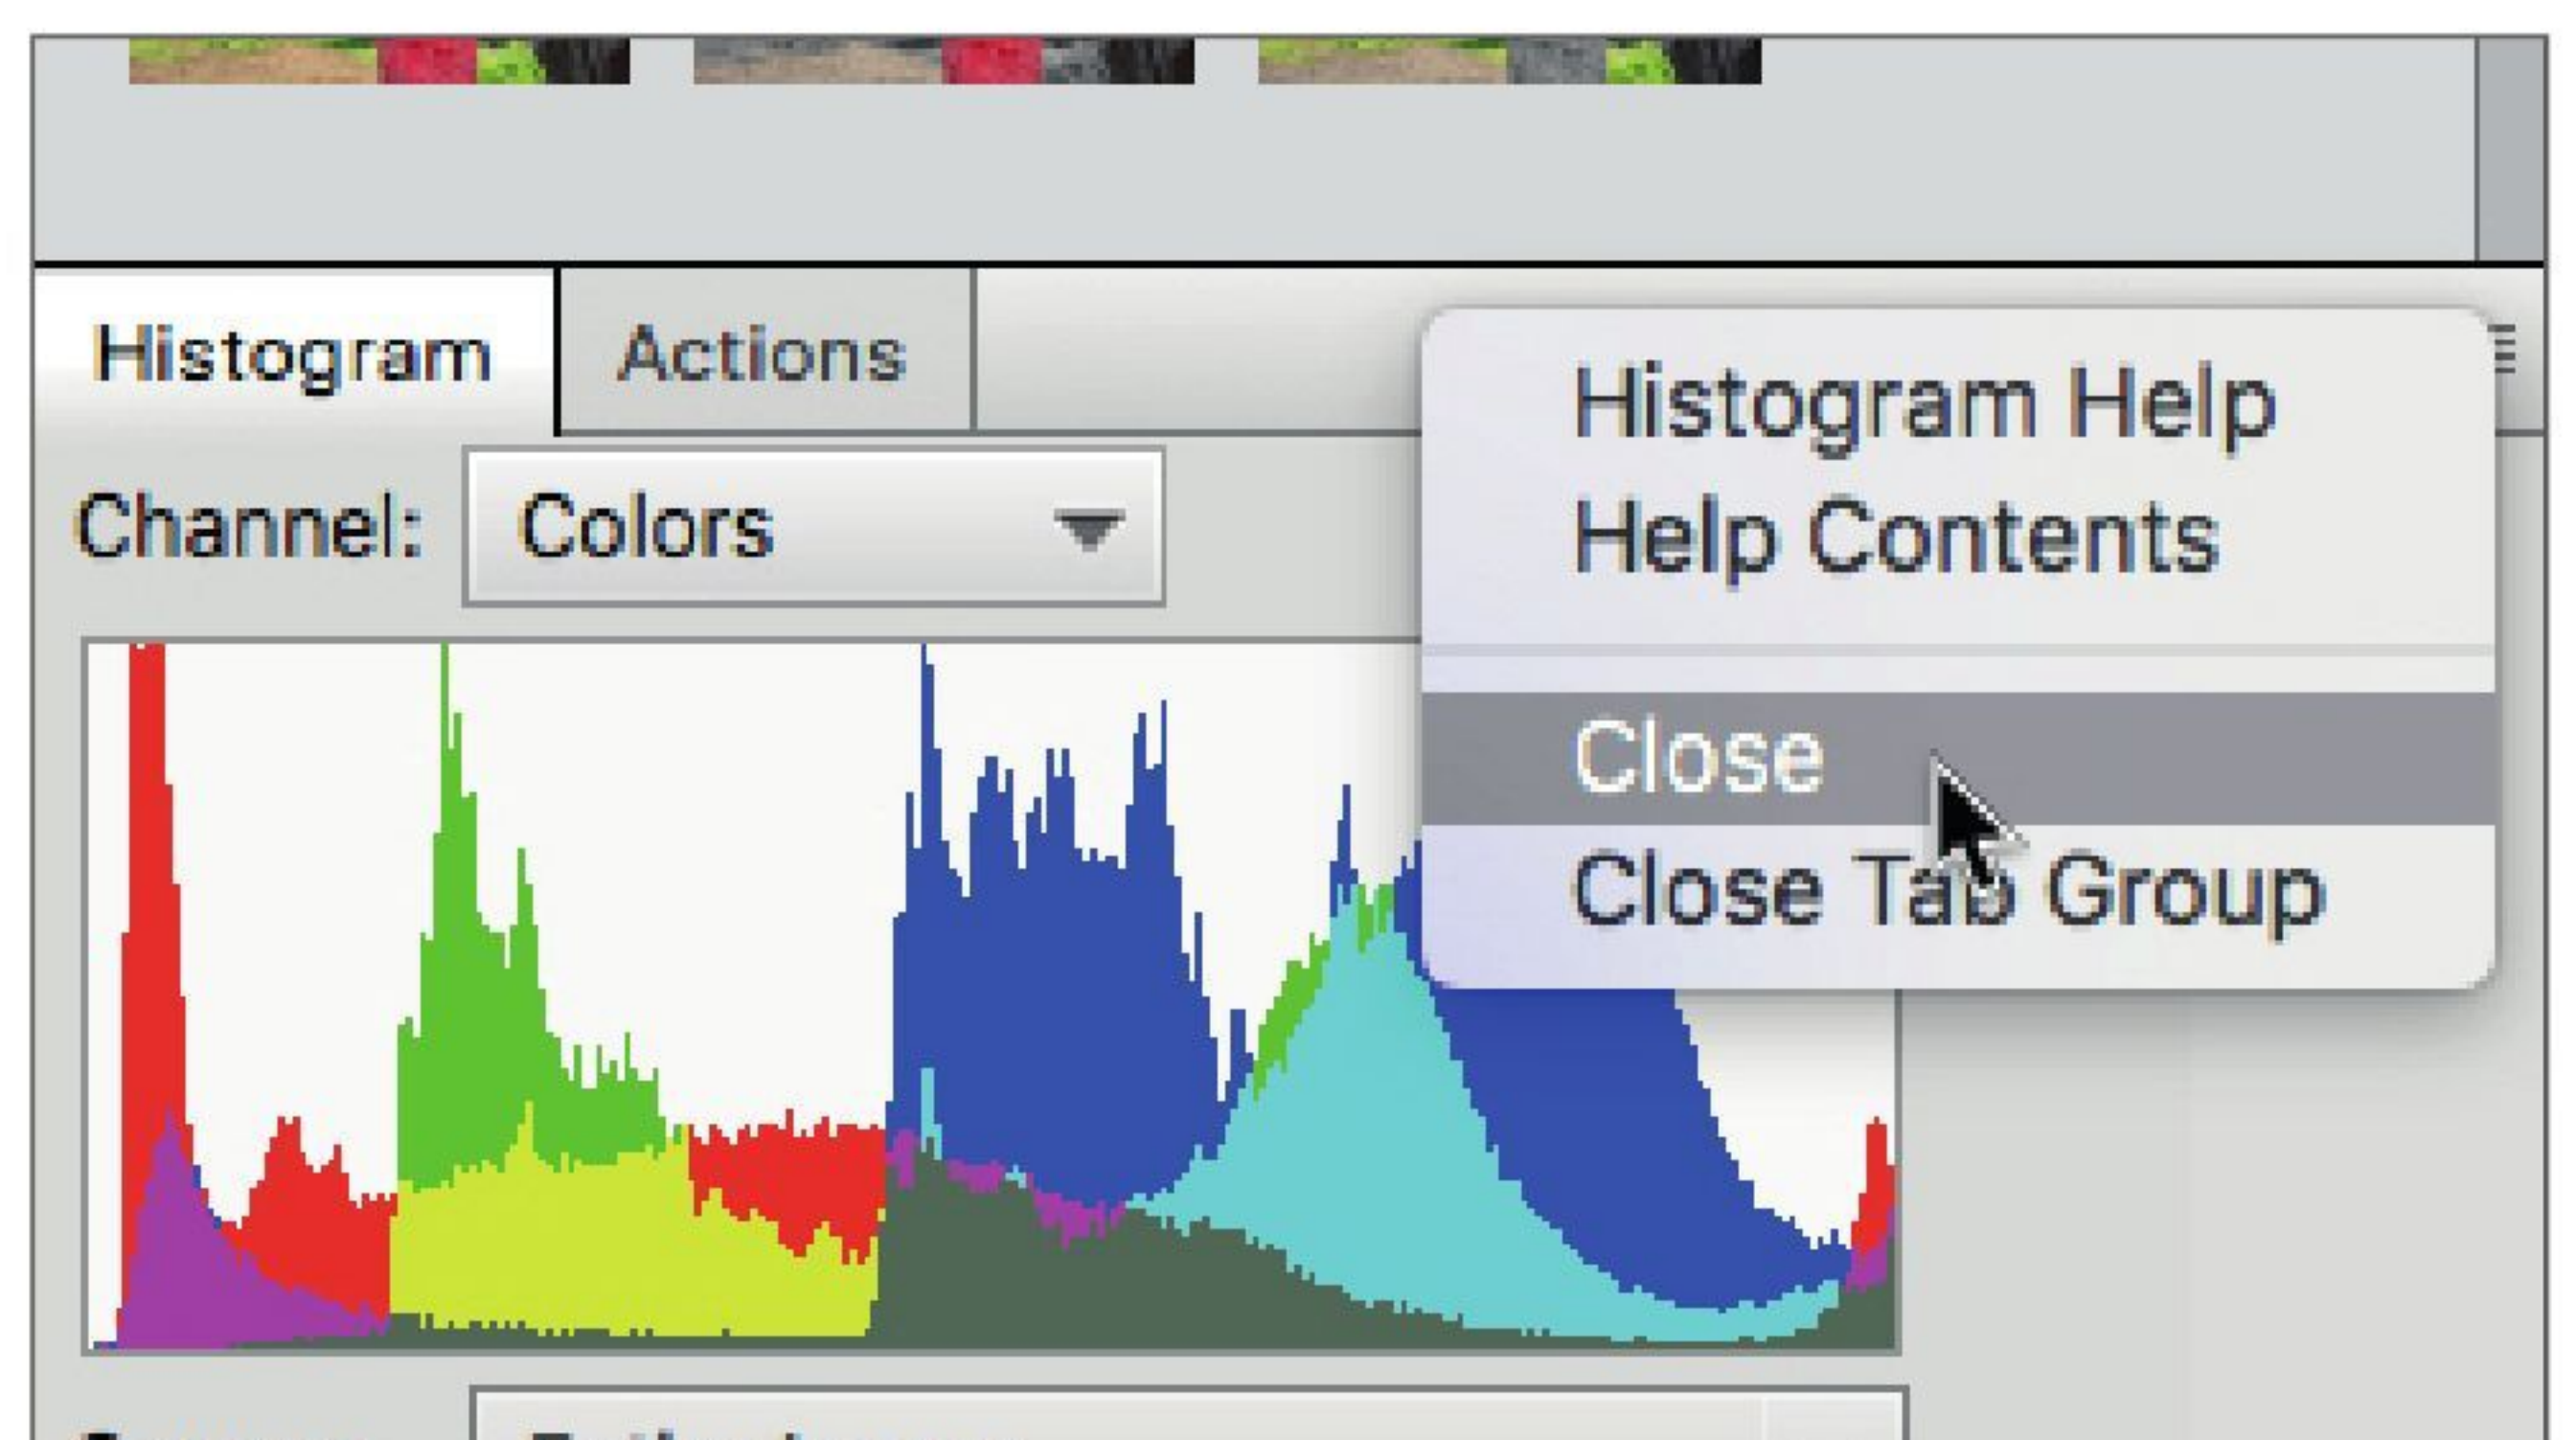 Histogram
Actions
Histogram Help
Help Contents
Close
Close Tab Group
Channel:
Colors